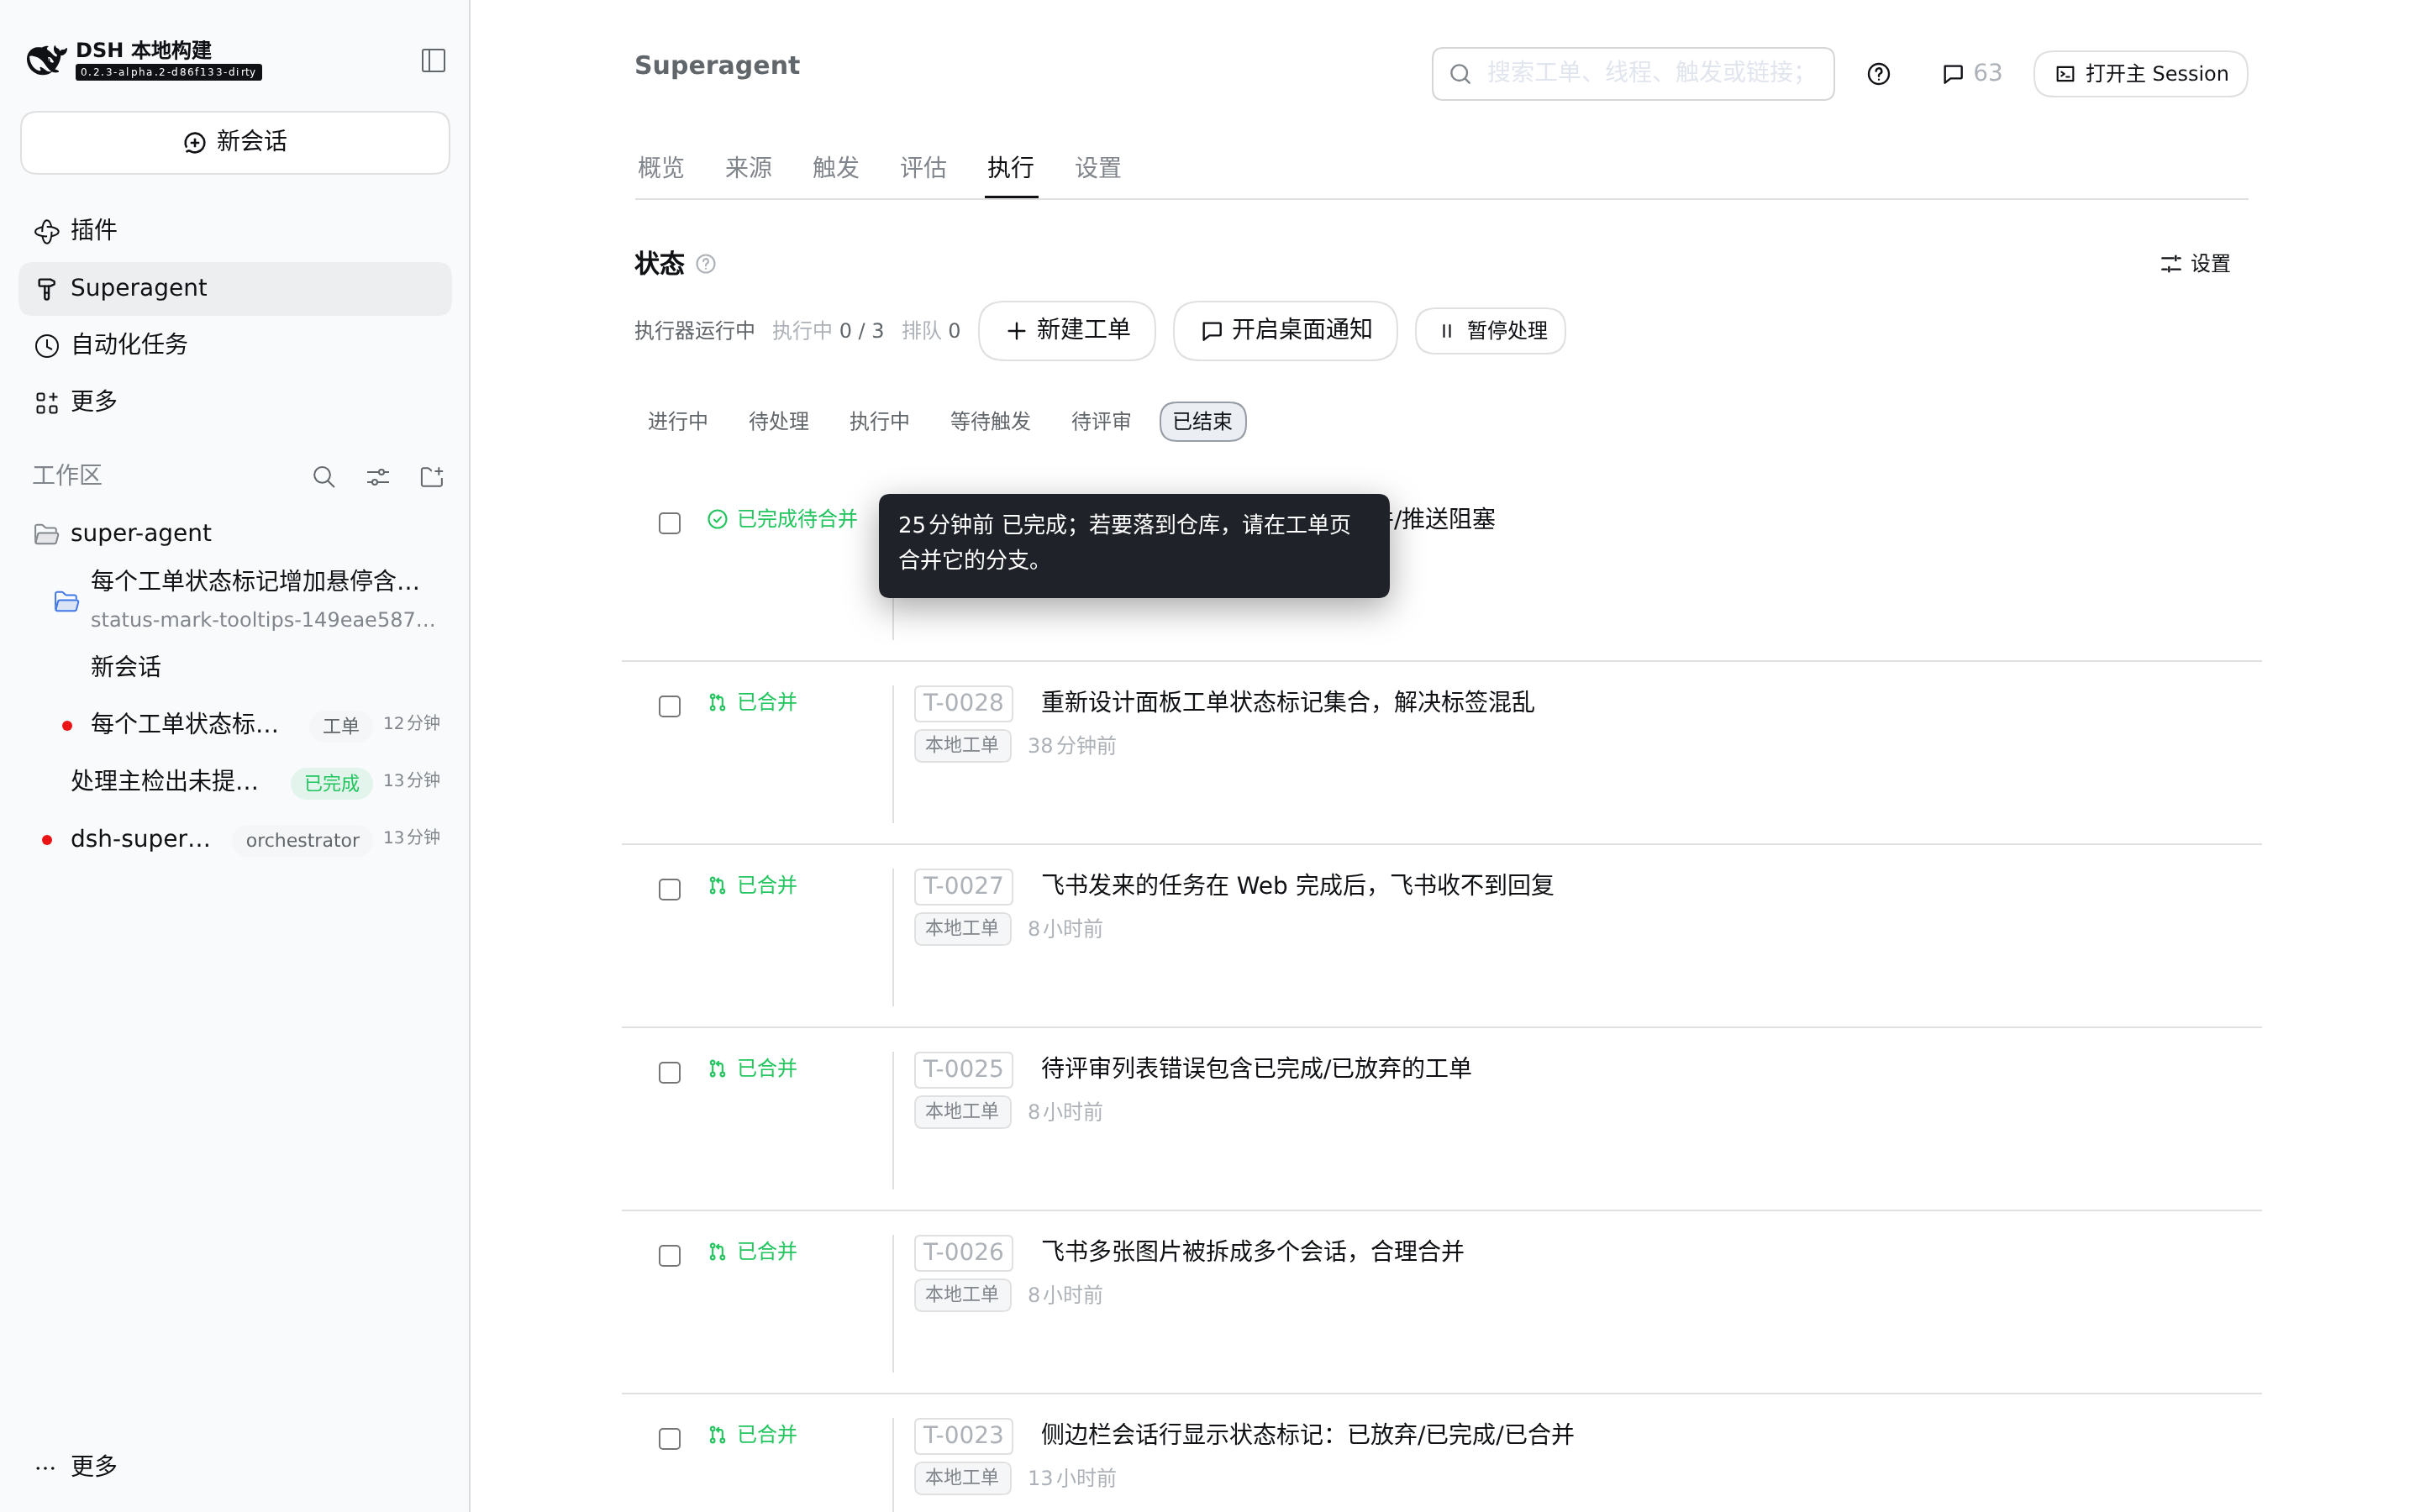 DSH 本地构建
0.2.3-alpha.2-d86f133-dirty
新会话
插件
Superagent
自动化任务
更多
工作区
super-agent
每个工单状态标记增加悬停含…
status-mark-tooltips-149eae587…
新会话
每个工单状态标… 工单 12分钟
处理主检出未提… 已完成 13分钟
dsh-super… orchestrator 13分钟
更多
Superagent
搜索工单、线程、触发或链接；
63
打开主 Session
概览 来源 触发 评估 执行 设置
状态
设置
执行器运行中 执行中 0 / 3 排队 0 新建工单 开启桌面通知 暂停处理
进行中 待处理 执行中 等待触发 待评审 已结束
已完成待合并
/推送阻塞
25分钟前 已完成；若要落到仓库，请在工单页
合并它的分支。
已合并 T-0028 重新设计面板工单状态标记集合，解决标签混乱
本地工单 38分钟前
已合并 T-0027 飞书发来的任务在 Web 完成后，飞书收不到回复
本地工单 8小时前
已合并 T-0025 待评审列表错误包含已完成/已放弃的工单
本地工单 8小时前
已合并 T-0026 飞书多张图片被拆成多个会话，合理合并
本地工单 8小时前
已合并 T-0023 侧边栏会话行显示状态标记：已放弃/已完成/已合并
本地工单 13小时前